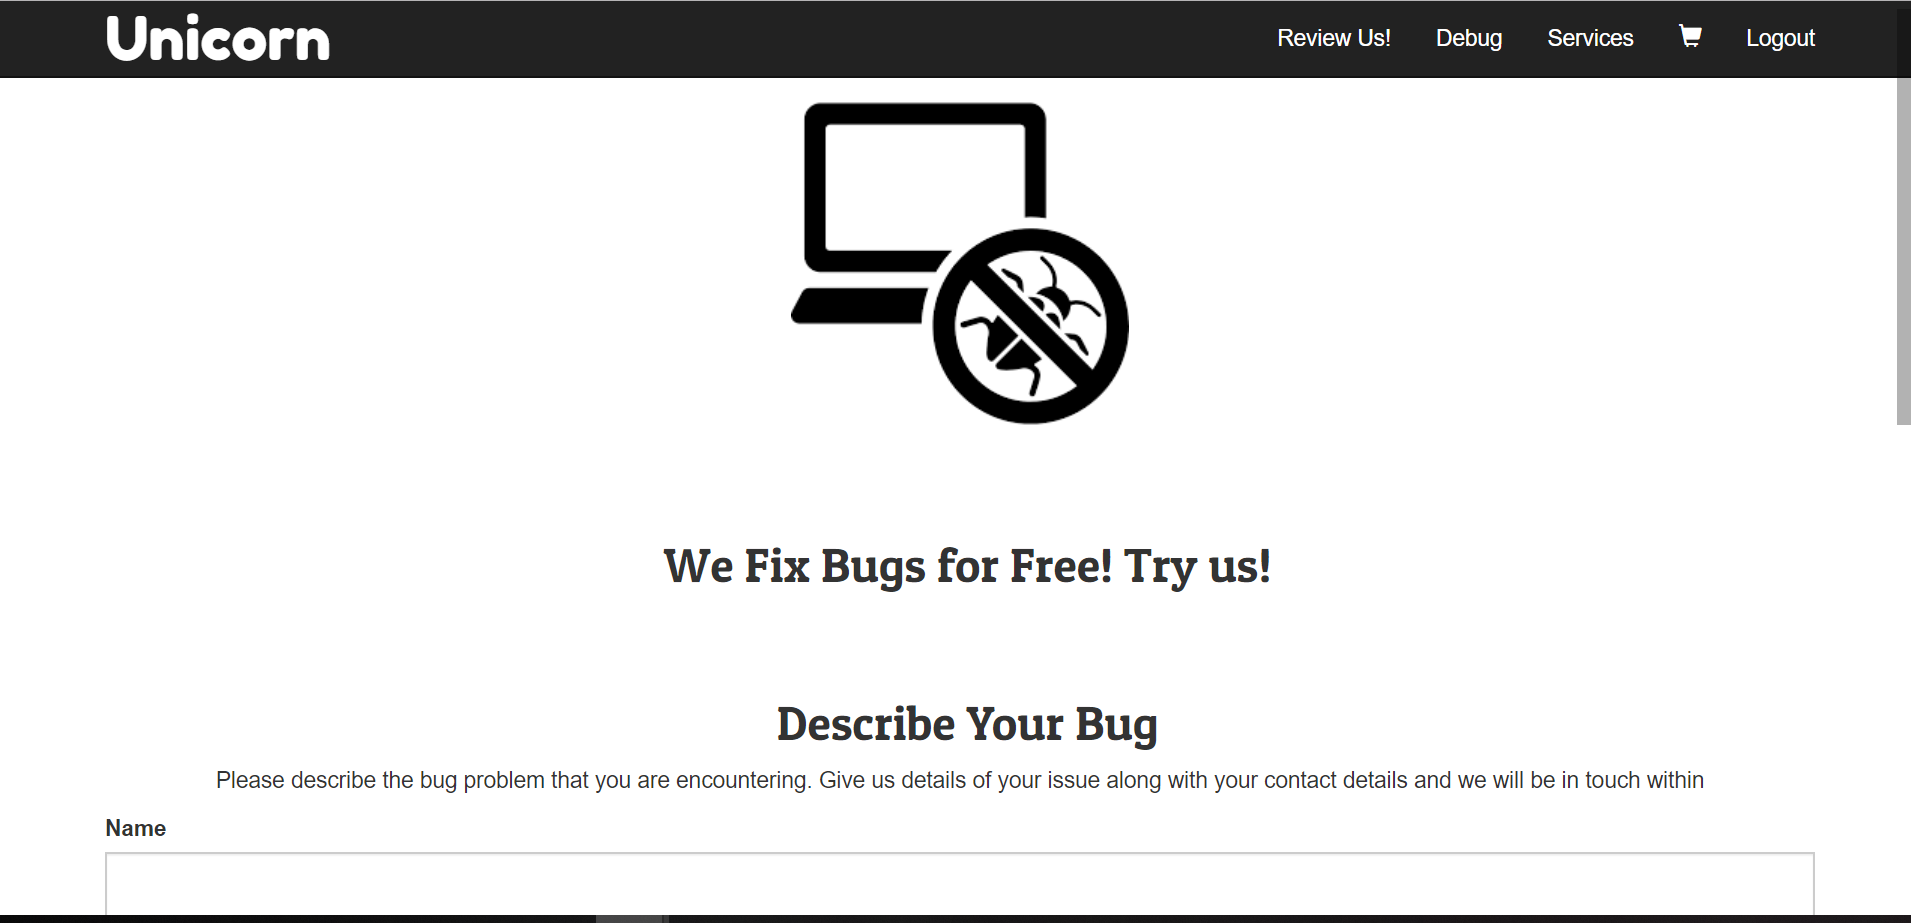 Unicorn
Review Us! Debug Services Logout
We Fix Bugs for Free! Try us!
Describe Your Bug
Please describe the bug problem that you are encountering. Give us details of your issue along with your contact details and we will be in touch within
Name